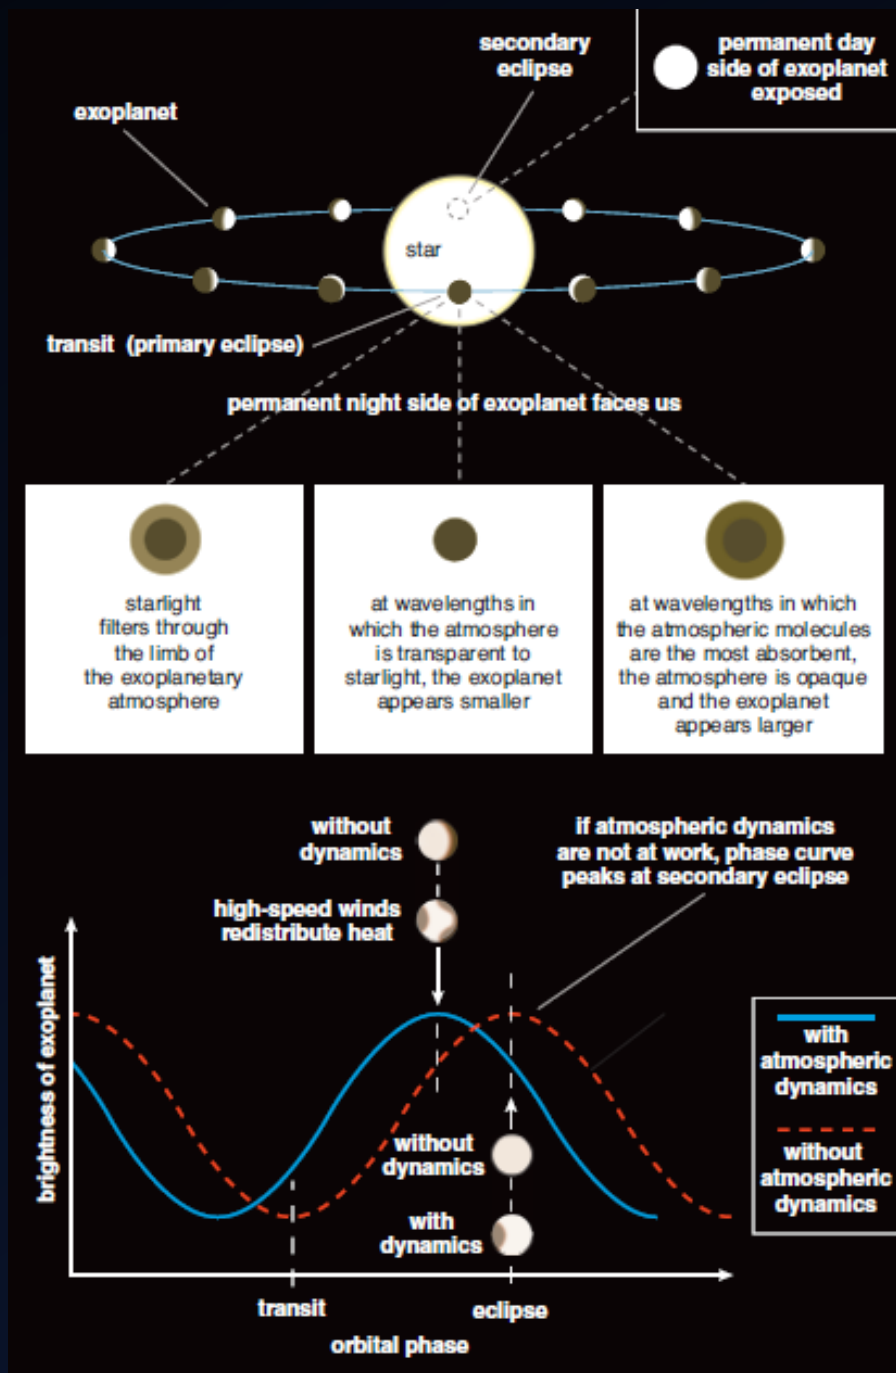 secondary
eclipse
permanent day
side of exoplanet
exposed
exoplanet
star
transit (primary eclipse)
permanent night side of exoplanet faces us
starlight
filters through
the limb of
the exoplanetary
atmosphere
at wavelengths in
which the atmosphere
is transparent to
starlight, the exoplanet
appears smaller
at wavelengths in which
the atmospheric molecules
are the most absorbent,
the atmosphere is opaque
and the exoplanet
appears larger
without
dynamics
high-speed winds
redistribute heat
if atmospheric dynamics
are not at work, phase curve
peaks at secondary eclipse
brightness of exoplanet
with
atmospheric
dynamics
without
atmospheric
dynamics
without
dynamics
with
dynamics
transit
eclipse
orbital phase